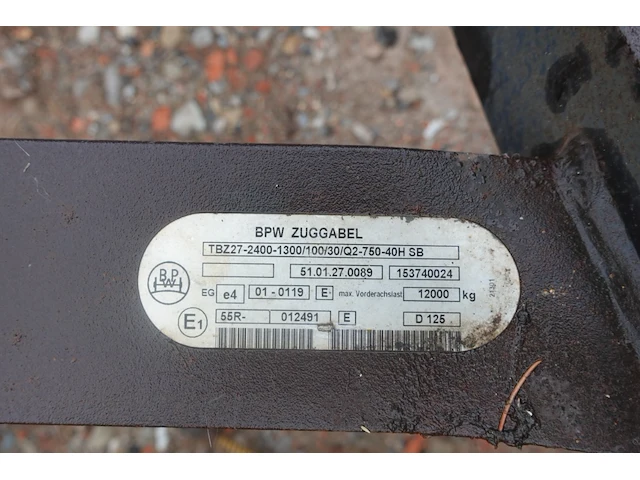 BPW ZUGGABEL
TBZ27-2400-1300/100/30/Q2-750-40H SB
BPW
51.01.27.0089 153740024
EG e4 01-0119 E max. Vorderachslast 12000 kg
E1 55R- 012491 E D 125